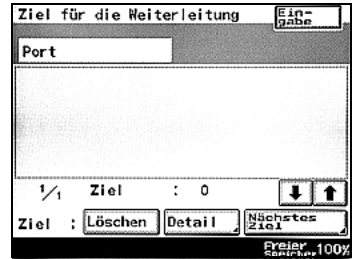 Ziel für die Weiterleitung
Ein-
gabe
Port
1/1 Ziel : 0
Ziel : Löschen Detail Nächstes
Ziel
Freier
Speicher 100%